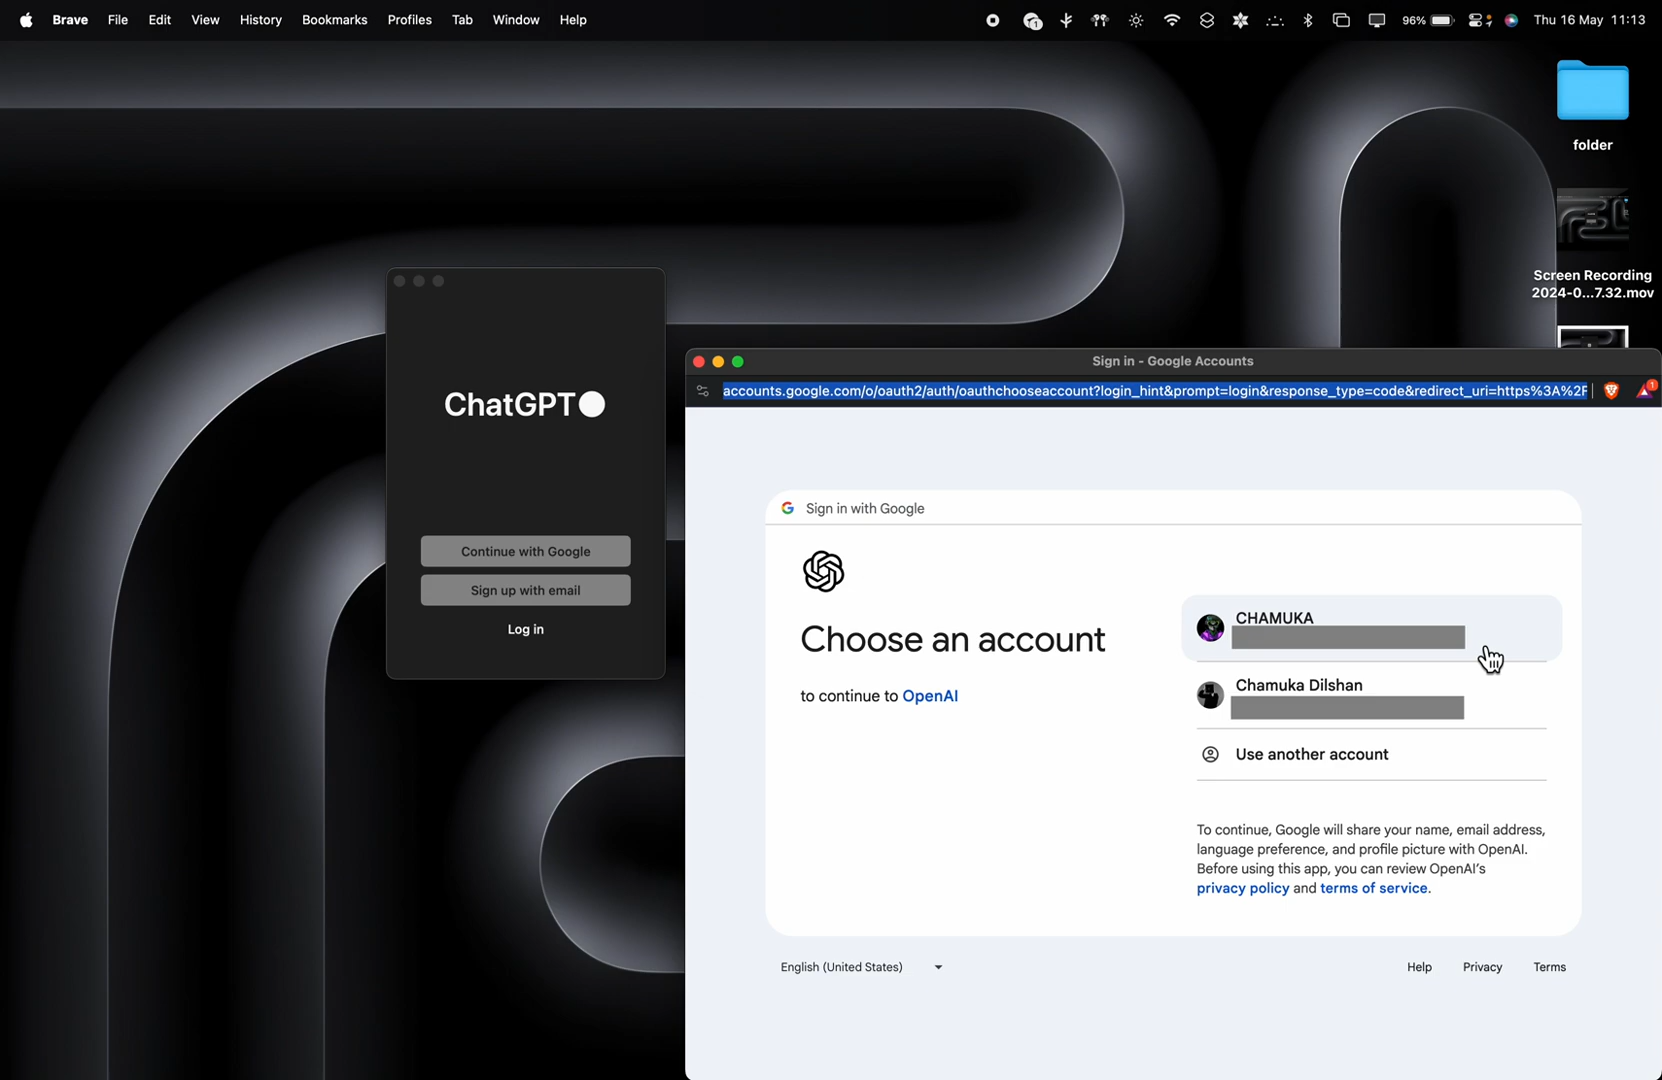 Brave File Edit View History Bookmarks Profiles Tab Window Help
1
96%
Thu 16 May 11:13
folder
Screen Recording
2024-0...7.32.mov
ChatGPT
Continue with Google
Sign up with email
Log in
Sign in - Google Accounts
accounts.google.com/o/oauth2/auth/oauthchooseaccount?login_hint&prompt=login&response_type=code&redirect_uri=https%3A%2F
1
Sign in with Google
Choose an account
to continue to OpenAI
CHAMUKA
Chamuka Dilshan
Use another account
To continue, Google will share your name, email address,
language preference, and profile picture with OpenAI.
Before using this app, you can review OpenAI's
privacy policy and terms of service.
English (United States)
Help Privacy Terms